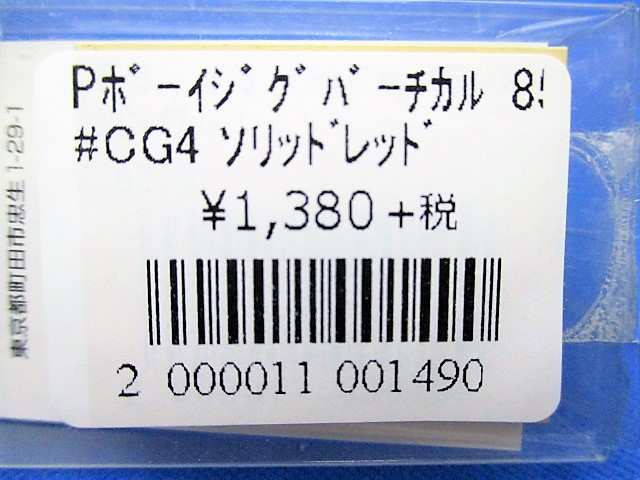 Pﾎﾞｰｲｼﾞｸﾞﾊﾞｰﾁｶﾙ 85
#CG4 ｿﾘｯﾄﾞﾚｯﾄﾞ
¥1,380+税
2 000011 001490
東京都町田市忠生1-29-1